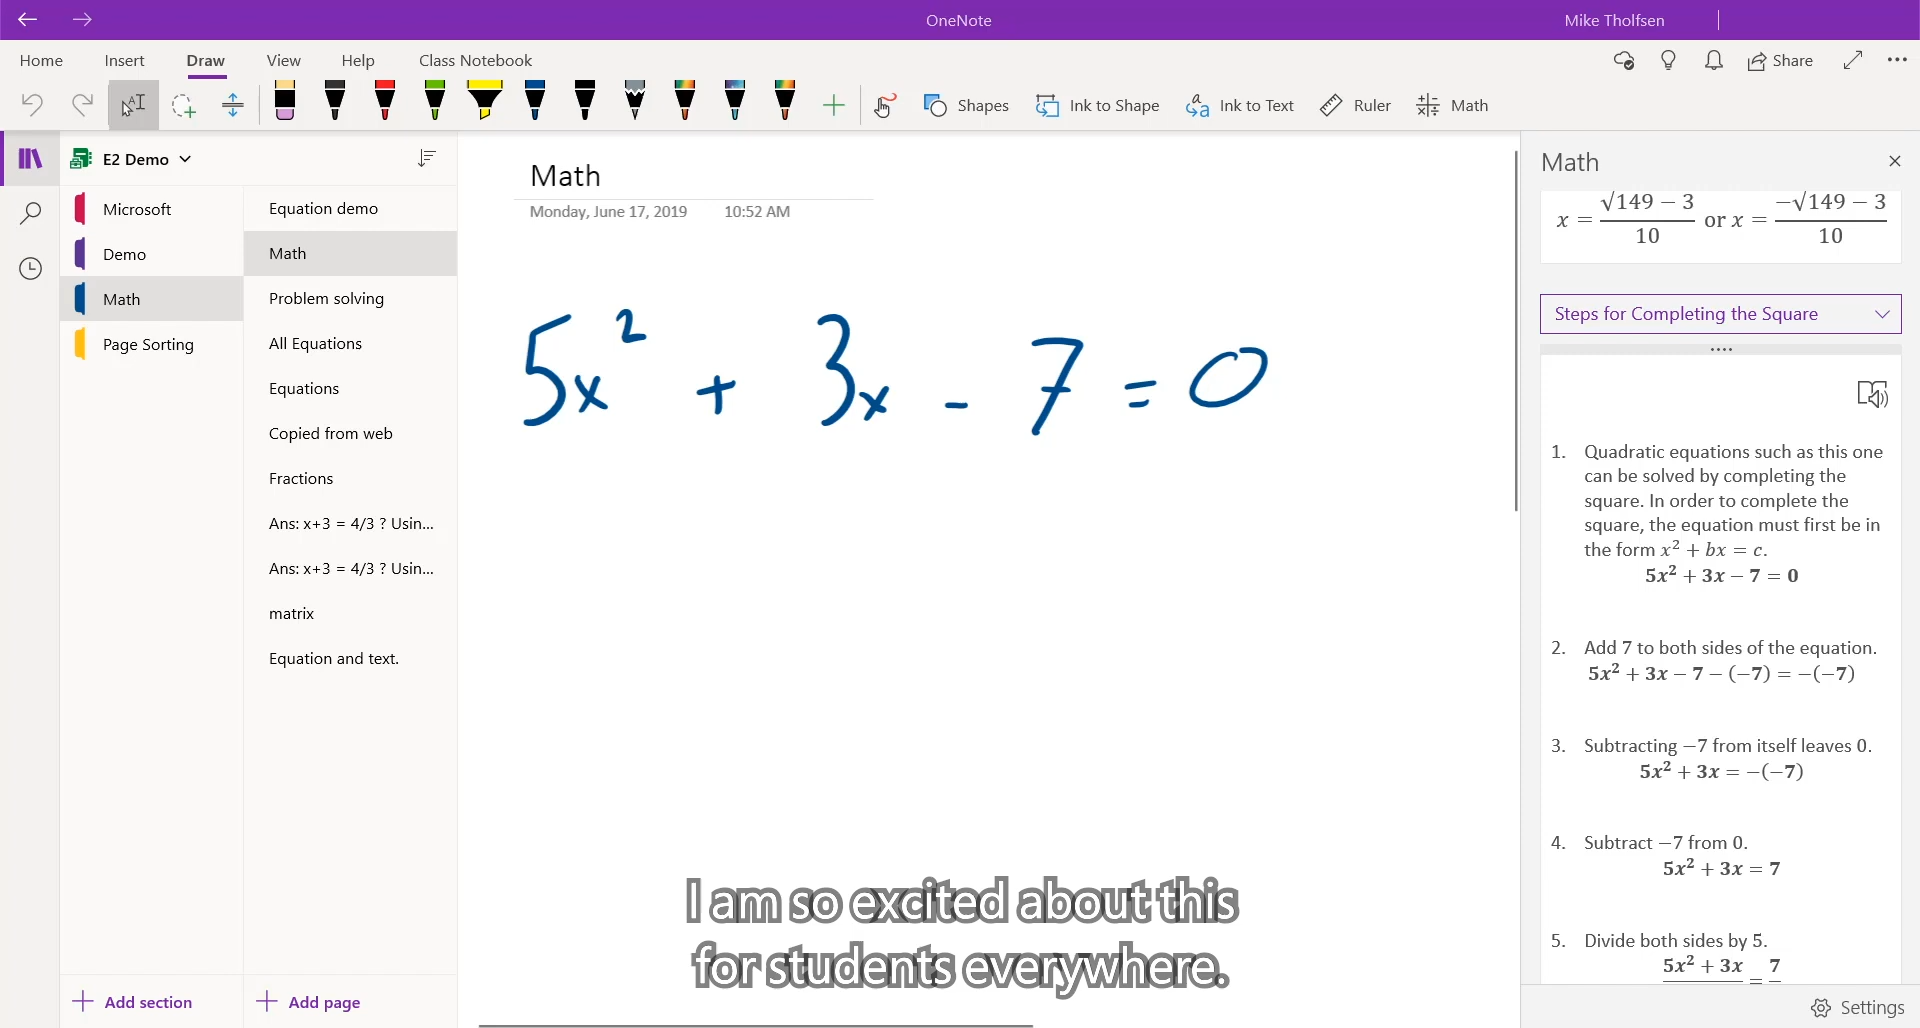 OneNote
Mike Tholfsen
Home Insert Draw View Help Class Notebook
Share
Shapes Ink to Shape Ink to Text Ruler Math
E2 Demo
Microsoft
Demo
Math
Page Sorting
Add section
Equation demo
Math
Problem solving
All Equations
Equations
Copied from web
Fractions
Ans: x+3 = 4/3 ? Usin...
Ans: x+3 = 4/3 ? Usin...
matrix
Equation and text.
Add page
Math
Monday, June 17, 2019 10:52 AM
5x² + 3x - 7 = 0
I am so excited about this
for students everywhere.
Math
x = (√149 − 3)/10 or x = (−√149 − 3)/10
Steps for Completing the Square
1. Quadratic equations such as this one
can be solved by completing the
square. In order to complete the
square, the equation must first be in
the form x² + bx = c.
5x² + 3x − 7 = 0
2. Add 7 to both sides of the equation.
5x² + 3x − 7 − (−7) = −(−7)
3. Subtracting −7 from itself leaves 0.
5x² + 3x = −(−7)
4. Subtract −7 from 0.
5x² + 3x = 7
5. Divide both sides by 5.
5x² + 3x = 7
Settings